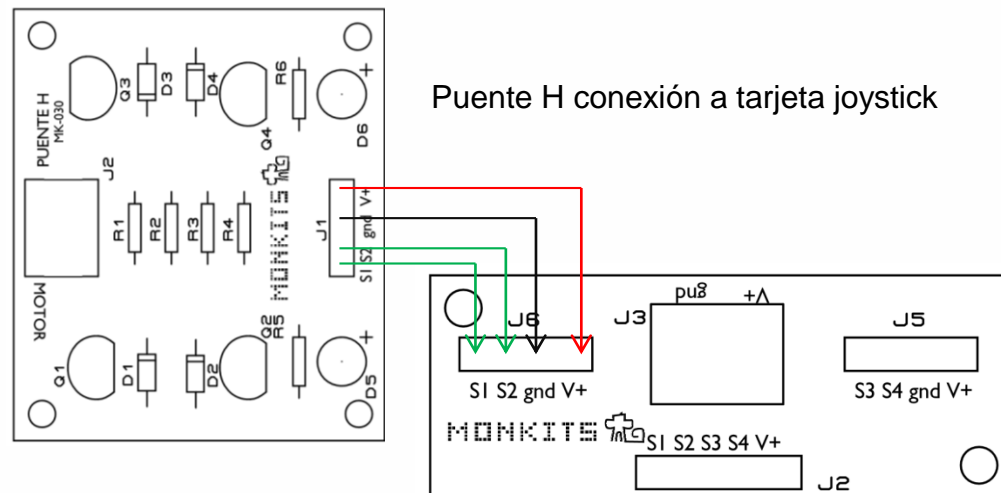 Puente H conexión a tarjeta joystick
Q3
D3
D4
Q4
R6
+
D6
PUENTE H
MK-030
J2
R1
R2
R3
R4
MONKITS
J1
S1 S2 gnd V+
MOTOR
Q1
D1
D2
Q2
R5
+
D5
J6
S1 S2 gnd V+
J3
gnd
V+
J5
S3 S4 gnd V+
MONKITS
S1 S2 S3 S4 V+
J2